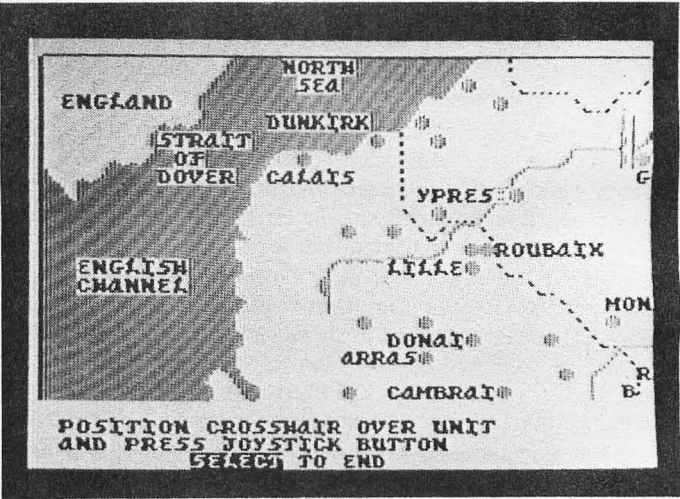 NORTH
SEA
ENGLAND
DUNKIRK
STRAIT
OF
DOVER
CALAIS
G
YPRES
ROUBAIX
ENGLISH
CHANNEL
LILLE
MON
DONAI
ARRAS
R
CAMBRAI
B
POSITION CROSSHAIR OVER UNIT
AND PRESS JOYSTICK BUTTON
SELECT TO END